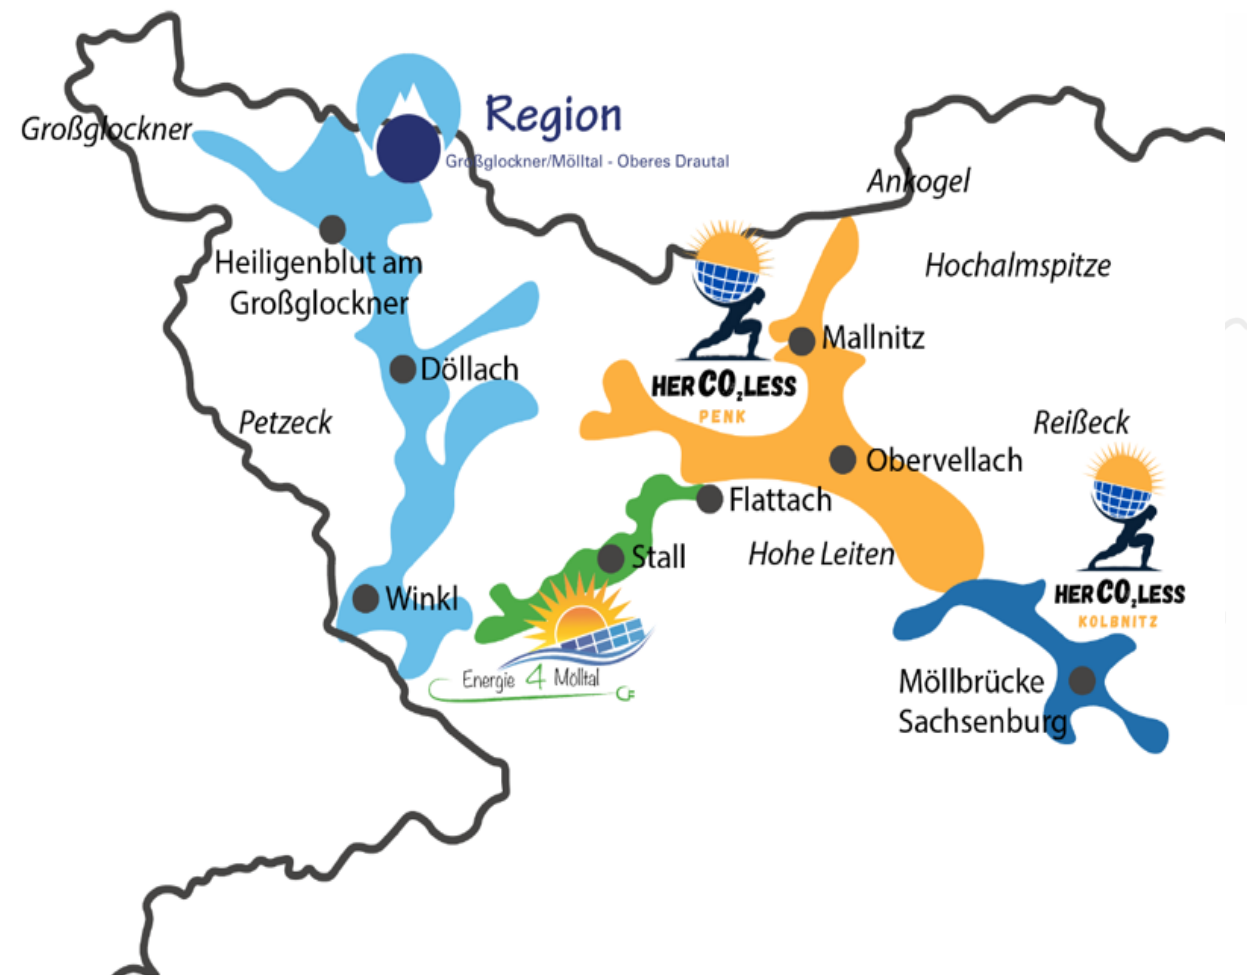 Region
Großglockner/Mölltal - Oberes Drautal
Großglockner
Ankogel
Heiligenblut am
Großglockner
Hochalmspitze
Mallnitz
Döllach
HERCO₂LESS
PENK
Petzeck
Reißeck
Obervellach
Flattach
Stall
Hohe Leiten
Winkl
HERCO₂LESS
KOLBNITZ
Energie 4 Mölltal
Möllbrücke
Sachsenburg